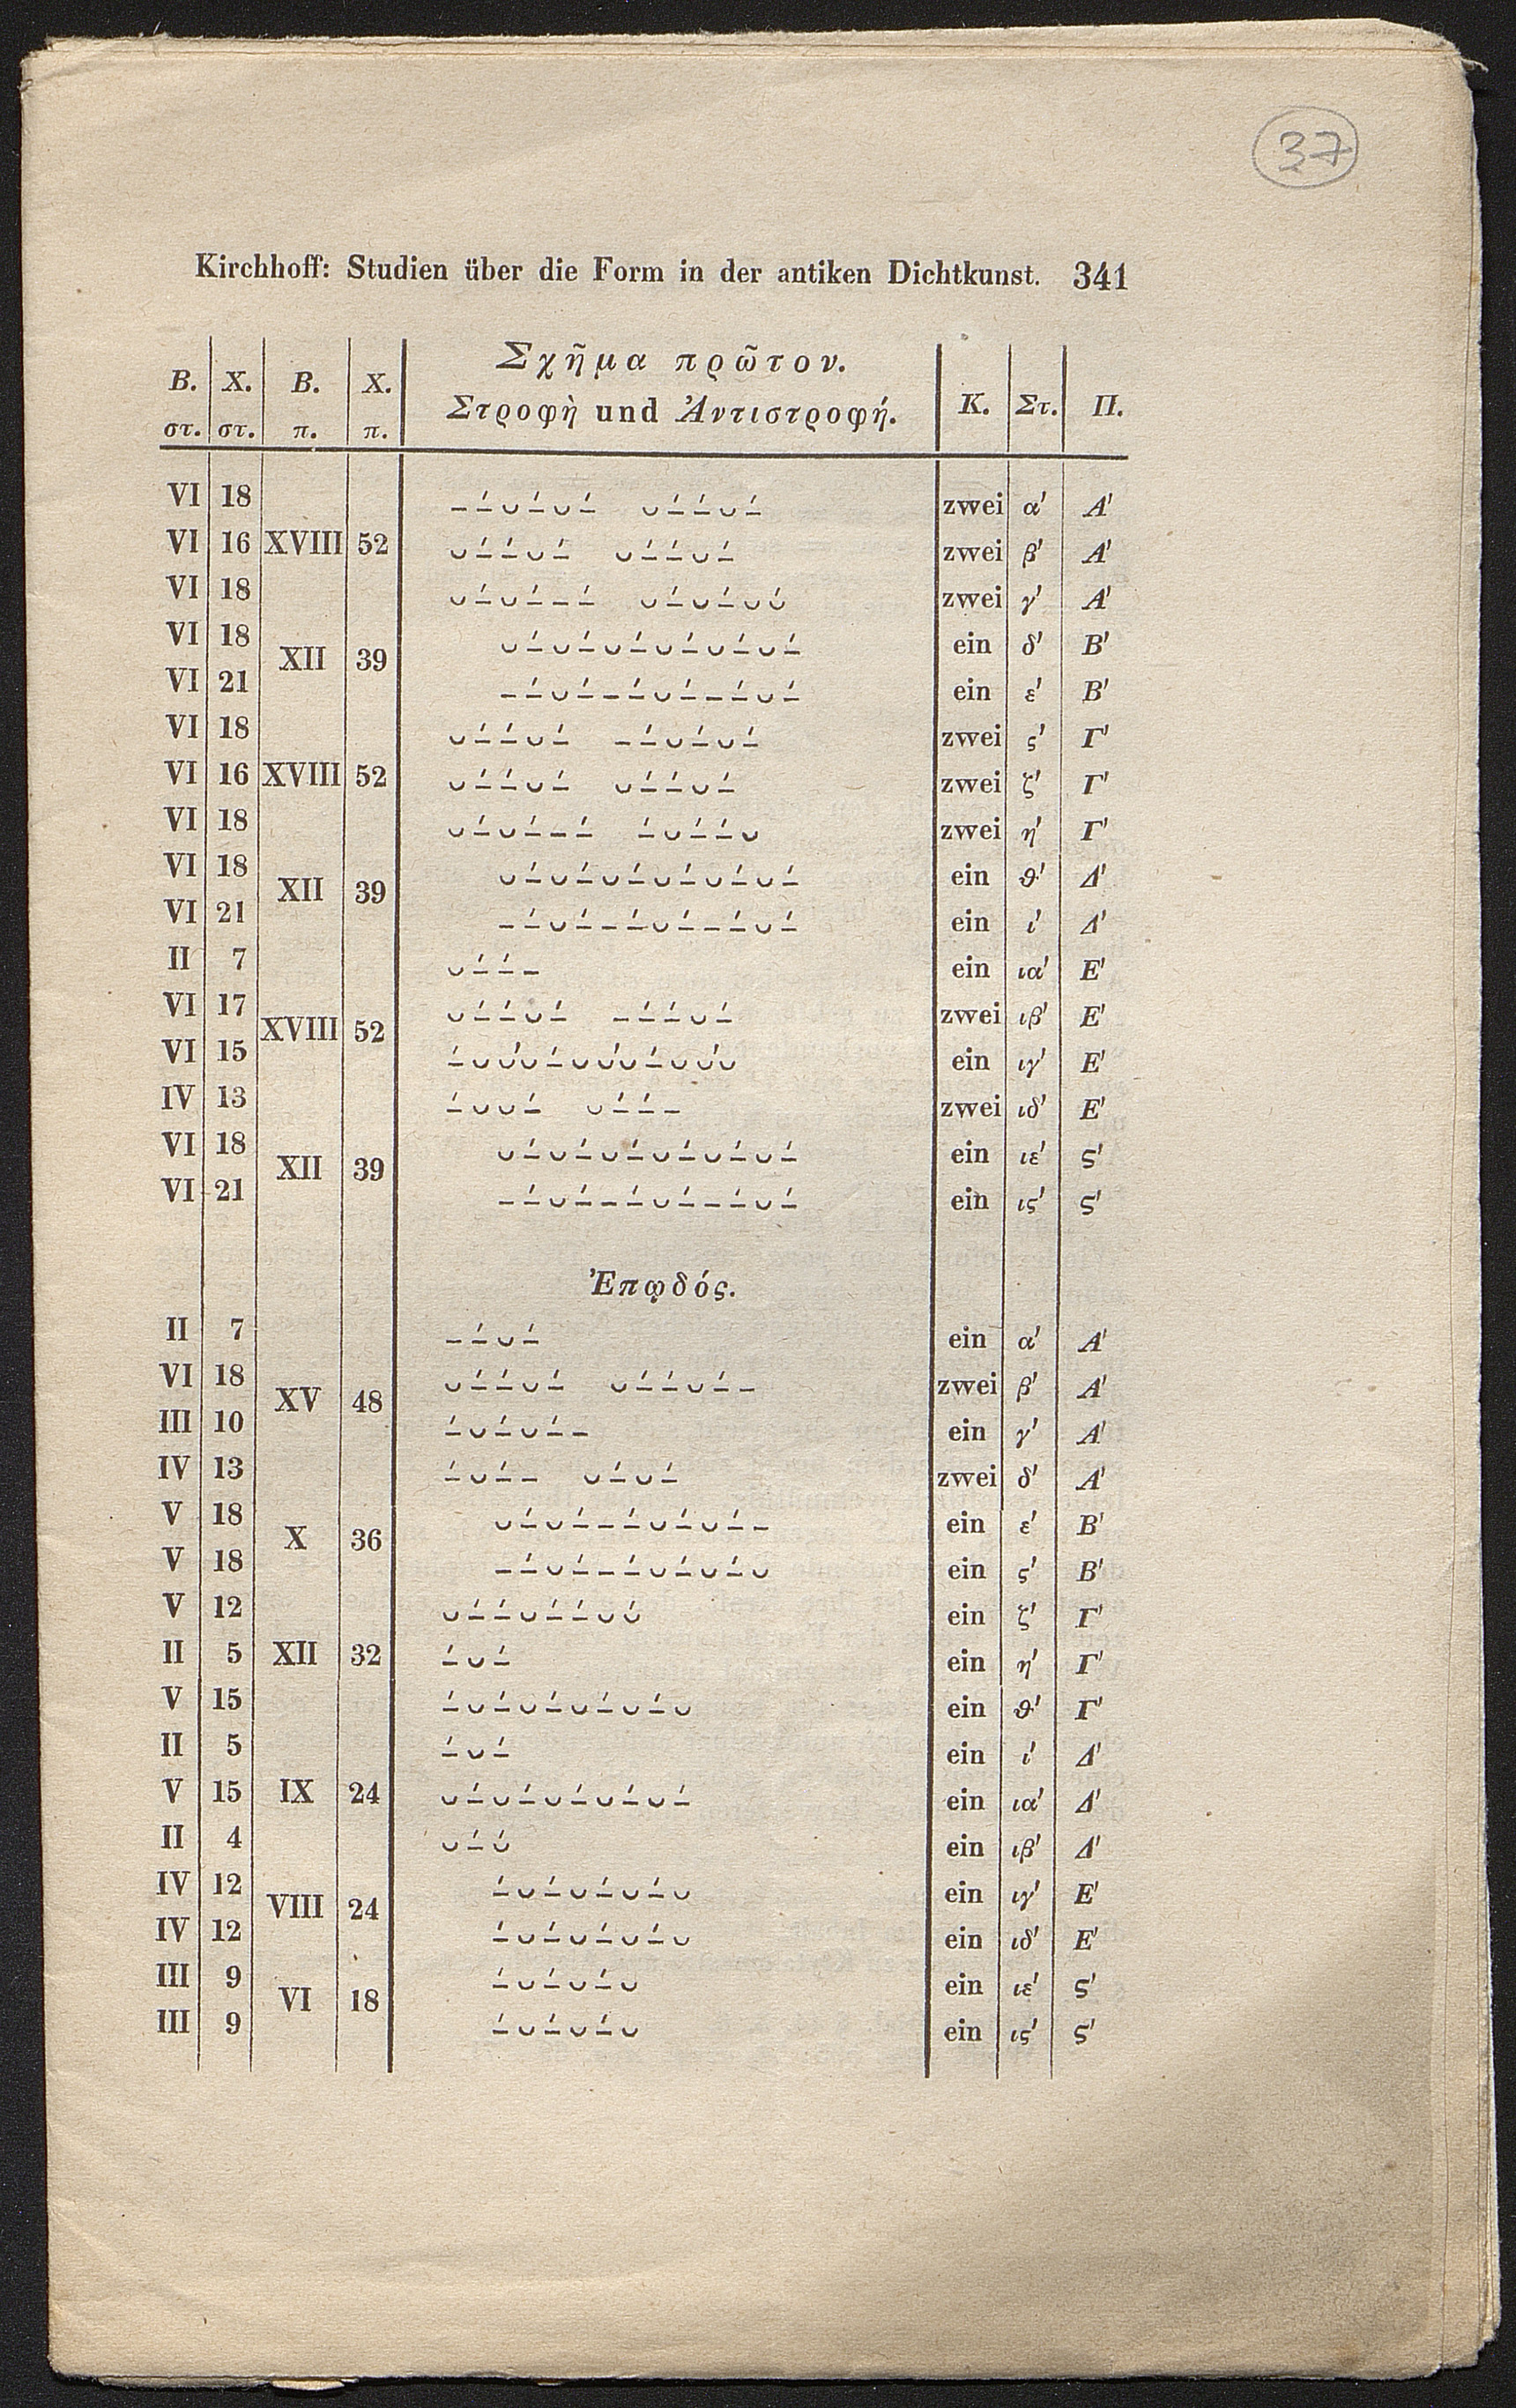 37
Kirchhoff: Studien über die Form in der antiken Dichtkunst. 341
Σχῆμα πρῶτον.
B. X. B. X. Στροφὴ und Ἀντιστροφή. K. Στ. Π.
στ. στ. π. π.
VI 18 ––́⏑–́⏑–́ ⏑–́–́⏑–́ zwei α' A'
VI 16 XVIII 52 ⏑–́–́⏑–́ ⏑–́–́⏑–́ zwei β' A'
VI 18 ⏑–́⏑–́––́ ⏑–́⏑–́⏑⏑́ zwei γ' A'
VI 18 ⏑–́⏑–́⏑–́⏑–́⏑–́⏑–́ ein δ' B'
XII 39
VI 21 ––́⏑–́––́⏑–́––́⏑–́ ein ε' B'
VI 18 ⏑–́–́⏑–́ ––́⏑–́⏑–́ zwei ς' Γ'
VI 16 XVIII 52 ⏑–́–́⏑–́ ⏑–́–́⏑–́ zwei ζ' Γ'
VI 18 ⏑–́⏑–́––́ –́⏑–́–́⏑ zwei η' Γ'
VI 18 ⏑–́⏑–́⏑–́⏑–́⏑–́⏑–́ ein ϑ' Δ'
XII 39
VI 21 ––́⏑–́––́⏑–́––́⏑–́ ein ι' Δ'
II 7 ⏑–́–́– ein ια' E'
VI 17 ⏑–́–́⏑–́ ––́–́⏑–́ zwei ιβ' E'
XVIII 52
VI 15 –́⏑⏑́⏑–́⏑⏑́⏑–́⏑⏑́⏑ ein ιγ' E'
IV 13 –́⏑⏑–́ ⏑–́–́– zwei ιδ' E'
VI 18 ⏑–́⏑–́⏑–́⏑–́⏑–́⏑–́ ein ιε' ς'
XII 39
VI 21 ––́⏑–́––́⏑–́––́⏑–́ ein ις' ς'
Ἐπῳδός.
II 7 ––́⏑–́ ein α' A'
VI 18 ⏑–́–́⏑–́ ⏑–́–́⏑–́– zwei β' A'
XV 48
III 10 –́⏑–́⏑–́– ein γ' A'
IV 13 –́⏑–́– ⏑–́⏑–́ zwei δ' A'
V 18 ⏑–́⏑–́––́⏑–́⏑–́– ein ε' B'
X 36
V 18 ––́⏑–́––́⏑–́⏑–́⏑ ein ς' B'
V 12 ⏑–́–́⏑–́–́⏑⏑́ ein ζ' Γ'
II 5 XII 32 –́⏑–́ ein η' Γ'
V 15 –́⏑–́⏑–́⏑–́⏑–́⏑ ein ϑ' Γ'
II 5 –́⏑–́ ein ι' Δ'
V 15 IX 24 ⏑–́⏑–́⏑–́⏑–́⏑–́ ein ια' Δ'
II 4 ⏑–́⏑́ ein ιβ' Δ'
IV 12 –́⏑–́⏑–́⏑–́⏑ ein ιγ' E'
VIII 24
IV 12 –́⏑–́⏑–́⏑–́⏑ ein ιδ' E'
III 9 –́⏑–́⏑–́⏑ ein ιε' ς'
VI 18
III 9 –́⏑–́⏑–́⏑ ein ις' ς'